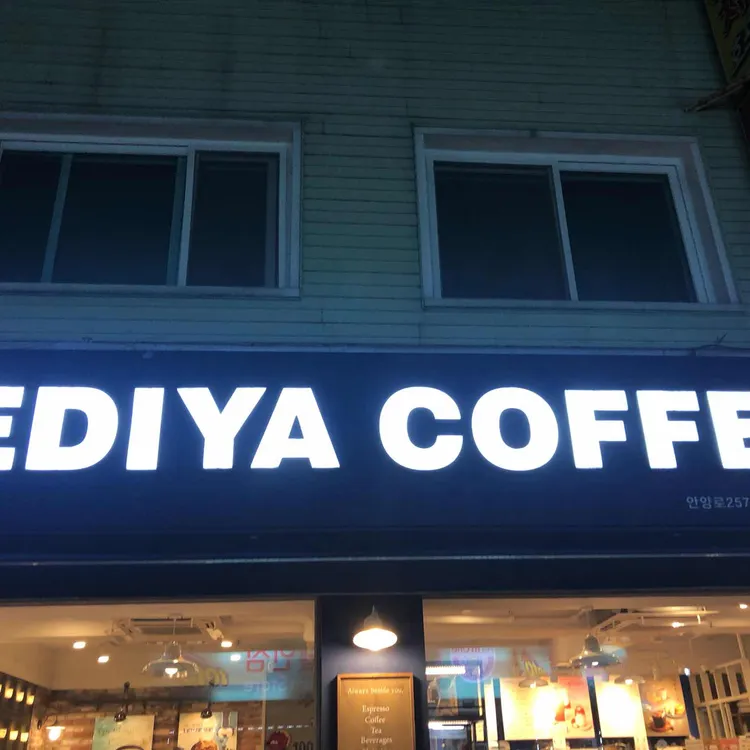 EDIYA COFFE
안양로257
Always beside you,
Espresso
Coffee
Tea
Beverages